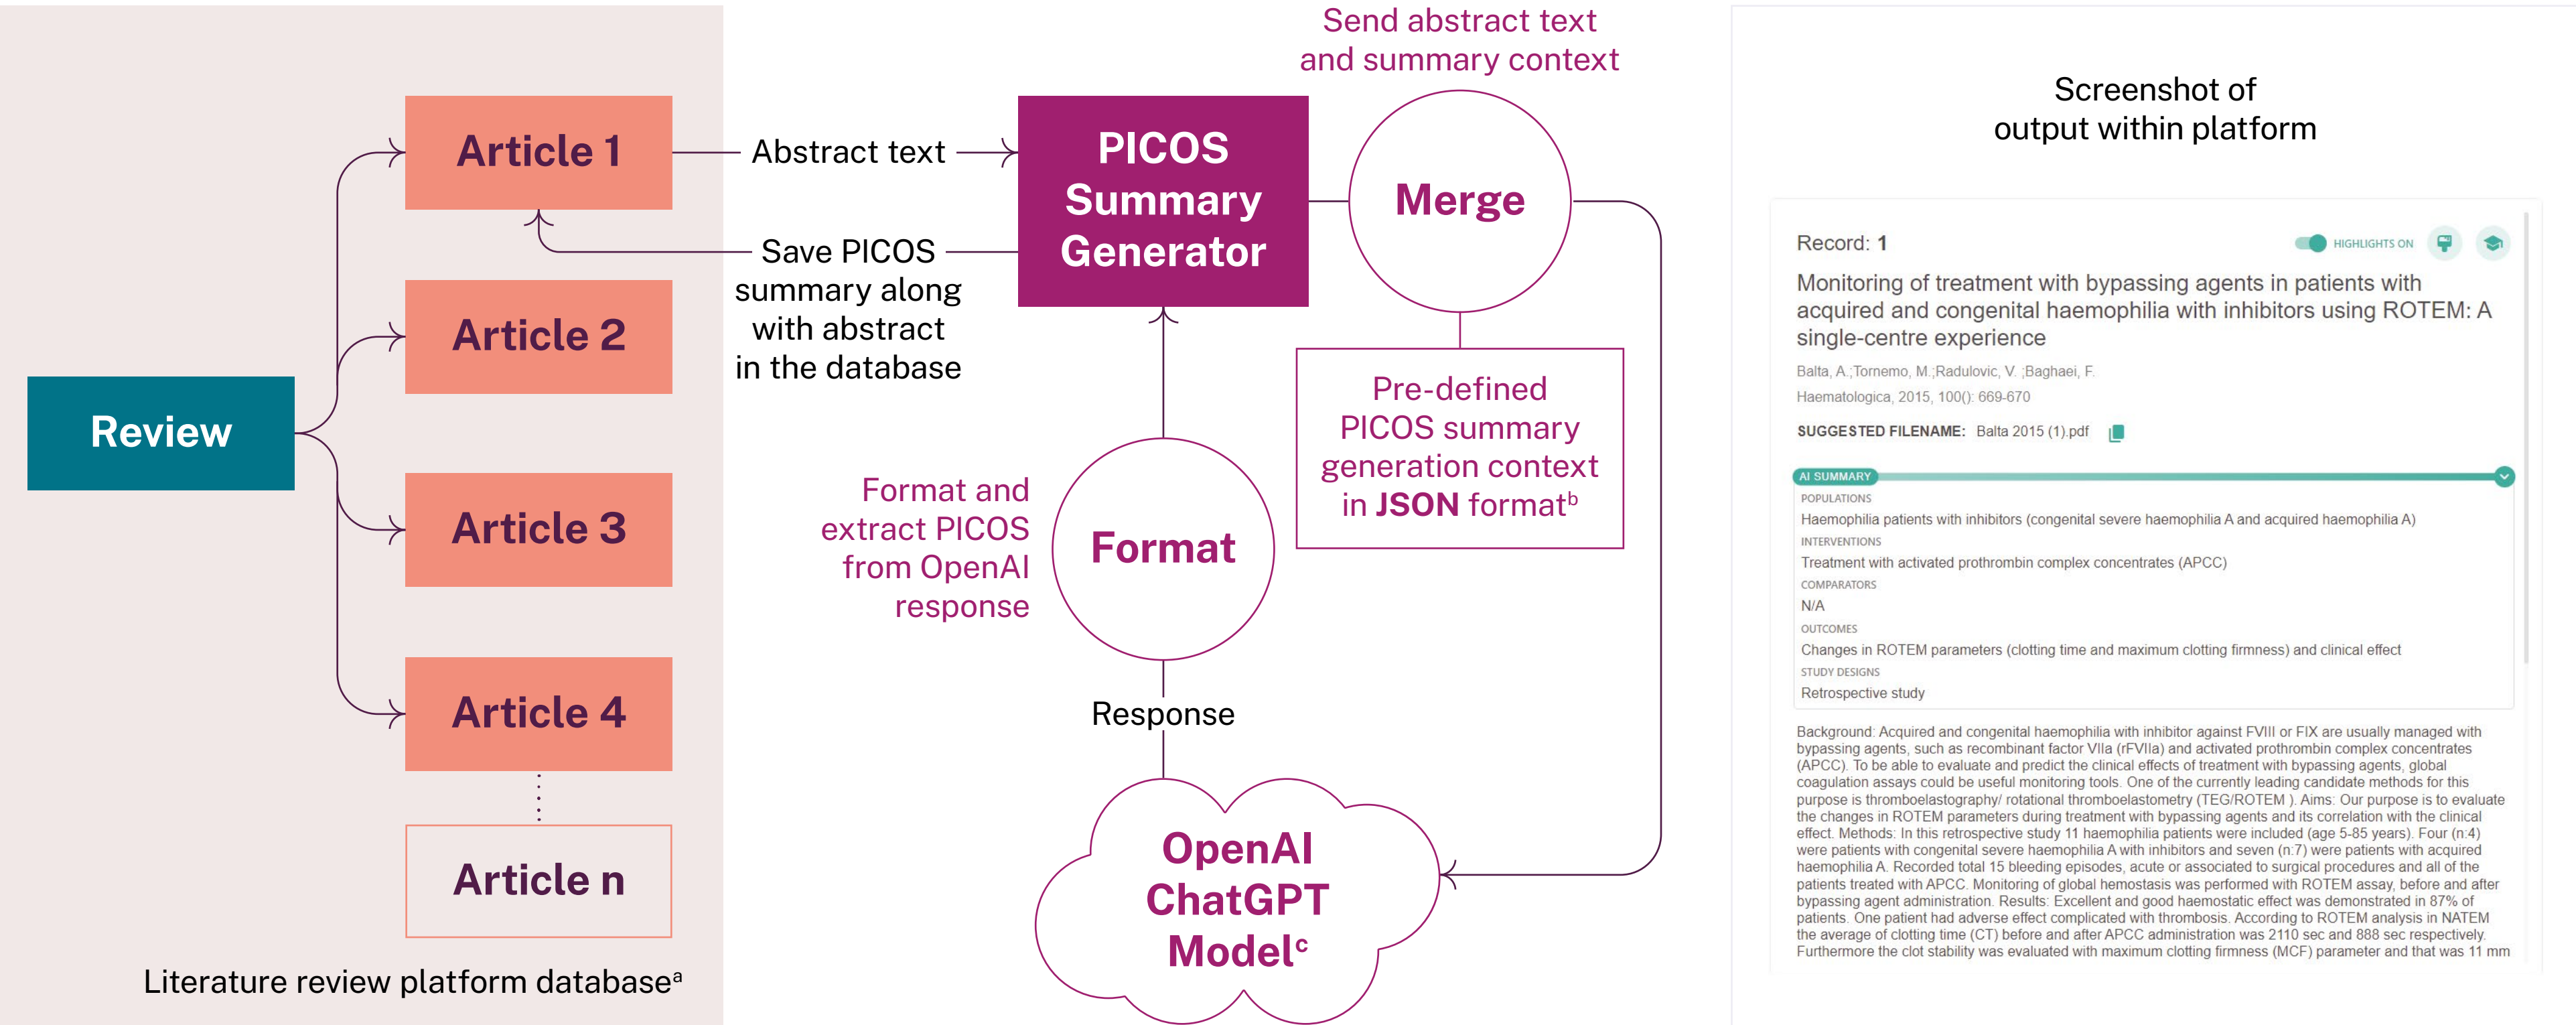 Review
Article 1
Article 2
Article 3
Article 4
Article n
Literature review platform databaseᵃ
Abstract text
Save PICOS
summary along
with abstract
in the database
PICOS
Summary
Generator
Send abstract text
and summary context
Merge
Pre-defined
PICOS summary
generation context
in JSON formatᵇ
Format and
extract PICOS
from OpenAI
response
Format
Response
OpenAI
ChatGPT
Modelᶜ
Screenshot of
output within platform
Record: 1
HIGHLIGHTS ON
Monitoring of treatment with bypassing agents in patients with
acquired and congenital haemophilia with inhibitors using ROTEM: A
single-centre experience
Balta, A.;Tornemo, M.;Radulovic, V. ;Baghaei, F.
Haematologica, 2015, 100(): 669-670
SUGGESTED FILENAME: Balta 2015 (1).pdf
AI SUMMARY
POPULATIONS
Haemophilia patients with inhibitors (congenital severe haemophilia A and acquired haemophilia A)
INTERVENTIONS
Treatment with activated prothrombin complex concentrates (APCC)
COMPARATORS
N/A
OUTCOMES
Changes in ROTEM parameters (clotting time and maximum clotting firmness) and clinical effect
STUDY DESIGNS
Retrospective study
Background: Acquired and congenital haemophilia with inhibitor against FVIII or FIX are usually managed with
bypassing agents, such as recombinant factor VIIa (rFVIIa) and activated prothrombin complex concentrates
(APCC). To be able to evaluate and predict the clinical effects of treatment with bypassing agents, global
coagulation assays could be useful monitoring tools. One of the currently leading candidate methods for this
purpose is thromboelastography/ rotational thromboelastometry (TEG/ROTEM ). Aims: Our purpose is to evaluate
the changes in ROTEM parameters during treatment with bypassing agents and its correlation with the clinical
effect. Methods: In this retrospective study 11 haemophilia patients were included (age 5-85 years). Four (n:4)
were patients with congenital severe haemophilia A with inhibitors and seven (n:7) were patients with acquired
haemophilia A. Recorded total 15 bleeding episodes, acute or associated to surgical procedures and all of the
patients treated with APCC. Monitoring of global hemostasis was performed with ROTEM assay, before and after
bypassing agent administration. Results: Excellent and good haemostatic effect was demonstrated in 87% of
patients. One patient had adverse effect complicated with thrombosis. According to ROTEM analysis in NATEM
the average of clotting time (CT) before and after APCC administration was 2110 sec and 888 sec respectively.
Furthermore the clot stability was evaluated with maximum clotting firmness (MCF) parameter and that was 11 mm